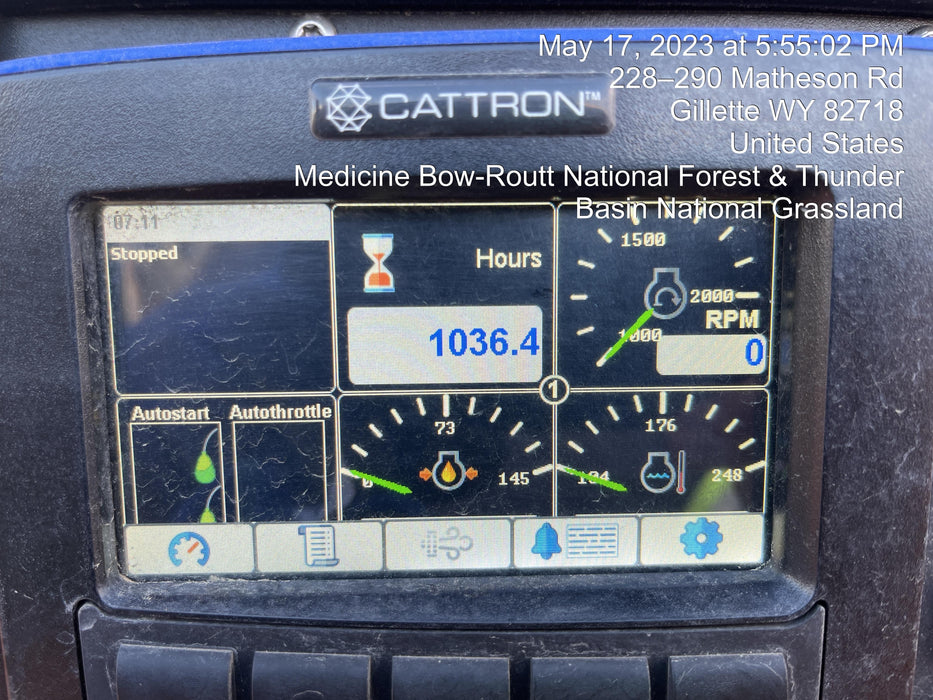 May 17, 2023 at 5:55:02 PM
228–290 Matheson Rd
Gillette WY 82718
United States
Medicine Bow-Routt National Forest & Thunder
Basin National Grassland
CATTRON™
07:11
Stopped
Hours
1036.4
1500
2000
1000
RPM
0
1
Autostart
Autothrottle
73
0
145
176
104
248